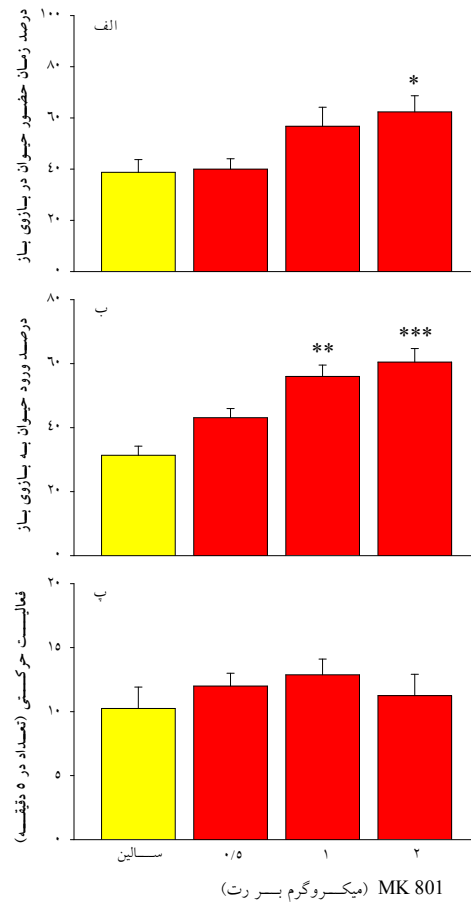 الف
درصد زمان حضور حیوان در بازوی باز
۱۰۰
۸۰
۶۰
۴۰
۲۰
۰
*
ب
درصد ورود حیوان به بازوی باز
۸۰
۶۰
۴۰
۲۰
۰
**
***
پ
فعالیت حرکتی (تعداد در ۵ دقیقه)
۲۰
۱۵
۱۰
۵
۰
سالین
۰/۵
۱
۲
MK 801 (میکروگرم بر رت)